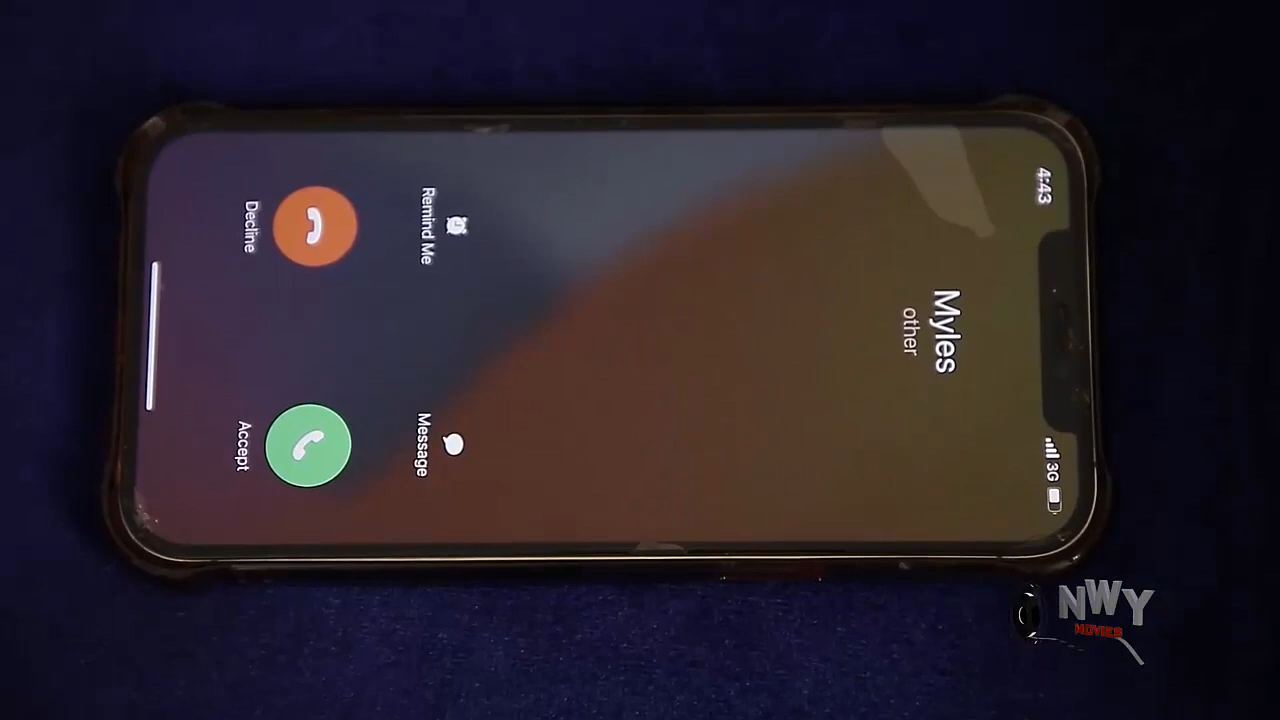 4:43
3G
Myles
other
Remind Me
Message
Decline
Accept
NWY
MOVIES